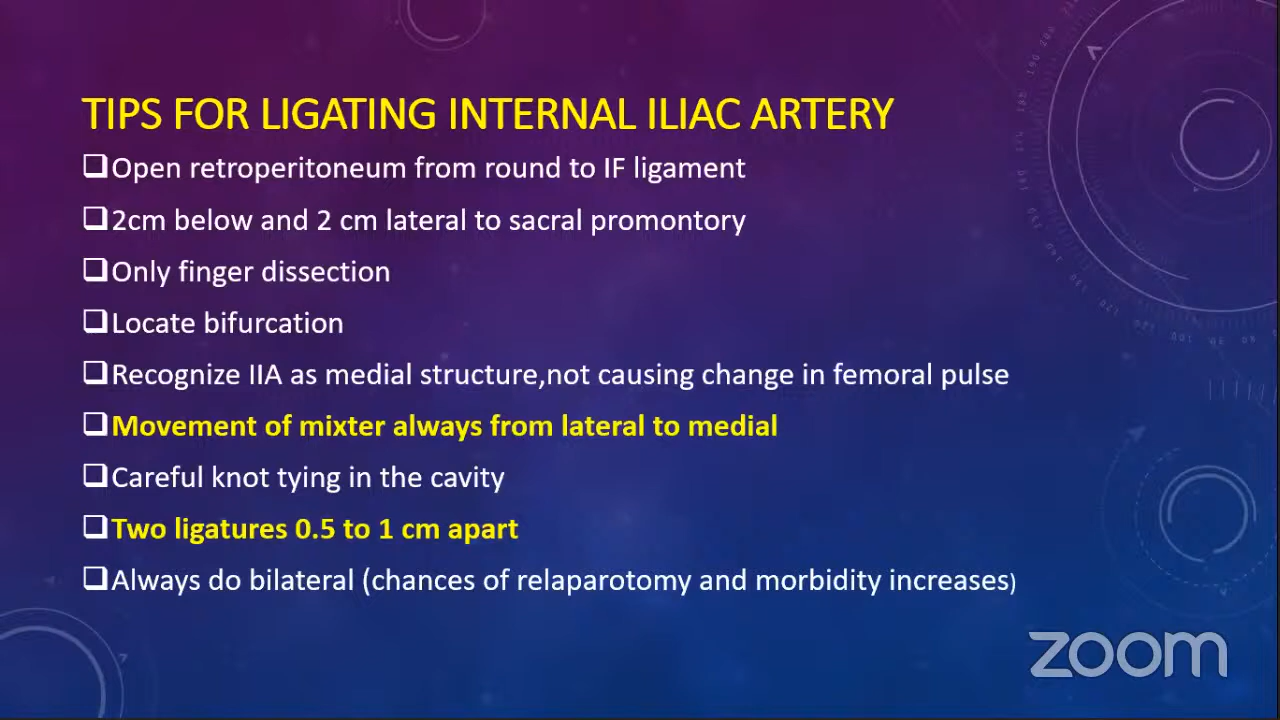 TIPS FOR LIGATING INTERNAL ILIAC ARTERY
Open retroperitoneum from round to IF ligament
2cm below and 2 cm lateral to sacral promontory
Only finger dissection
Locate bifurcation
Recognize IIA as medial structure,not causing change in femoral pulse
Movement of mixter always from lateral to medial
Careful knot tying in the cavity
Two ligatures 0.5 to 1 cm apart
Always do bilateral (chances of relaparotomy and morbidity increases)
zoom